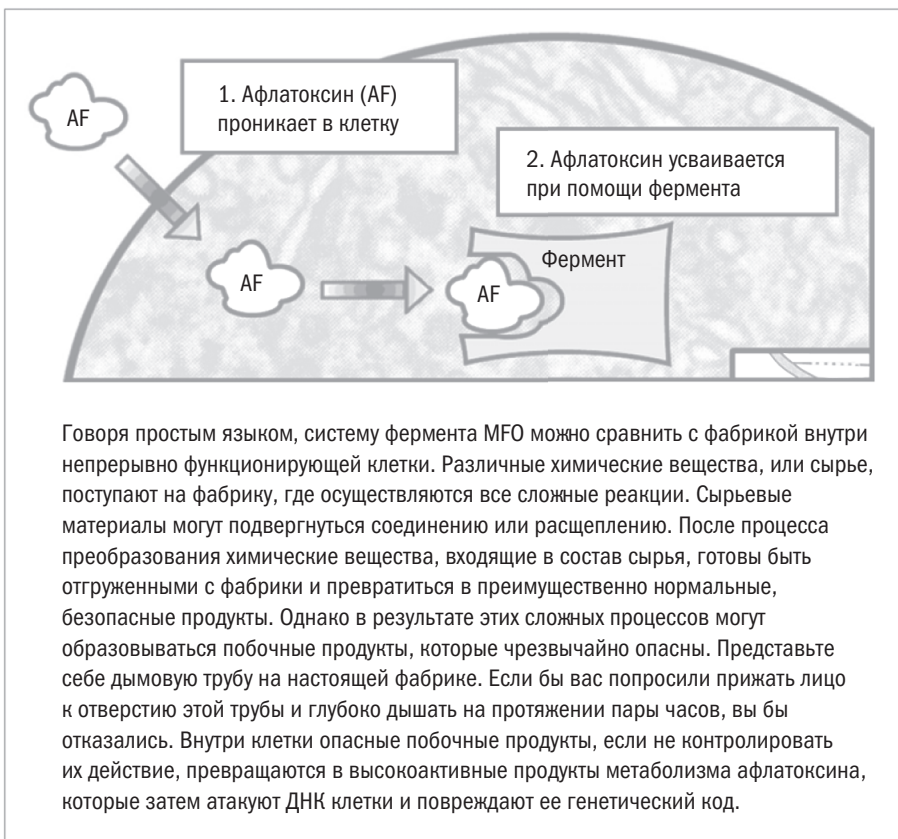 AF
1. Афлатоксин (AF)
проникает в клетку
2. Афлатоксин усваивается
при помощи фермента
AF
AF
Фермент
Говоря простым языком, систему фермента MFO можно сравнить с фабрикой внутри
непрерывно функционирующей клетки. Различные химические вещества, или сырье,
поступают на фабрику, где осуществляются все сложные реакции. Сырьевые
материалы могут подвергнуться соединению или расщеплению. После процесса
преобразования химические вещества, входящие в состав сырья, готовы быть
отгруженными с фабрики и превратиться в преимущественно нормальные,
безопасные продукты. Однако в результате этих сложных процессов могут
образовываться побочные продукты, которые чрезвычайно опасны. Представьте
себе дымовую трубу на настоящей фабрике. Если бы вас попросили прижать лицо
к отверстию этой трубы и глубоко дышать на протяжении пары часов, вы бы
отказались. Внутри клетки опасные побочные продукты, если не контролировать
их действие, превращаются в высокоактивные продукты метаболизма афлатоксина,
которые затем атакуют ДНК клетки и повреждают ее генетический код.